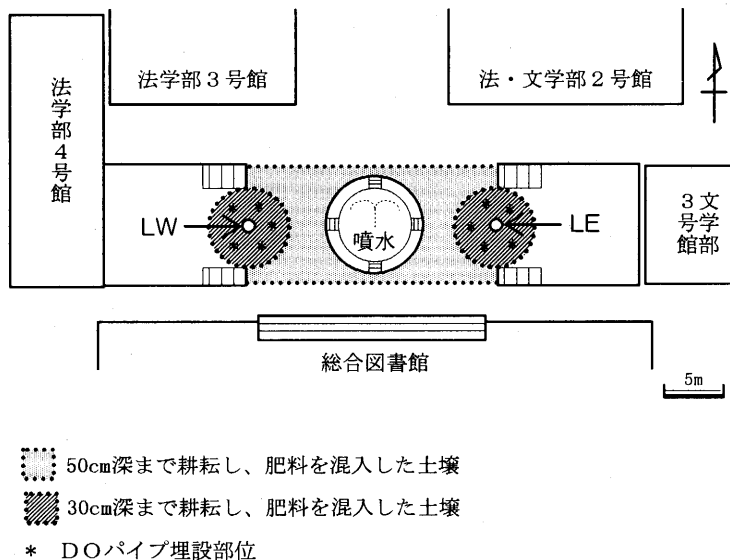 法学部3号館
法・文学部2号館
法学部4号館
文学部3号館
LW
噴水
LE
総合図書館
5m
50cm深まで耕耘し、肥料を混入した土壌
30cm深まで耕耘し、肥料を混入した土壌
* DOパイプ埋設部位